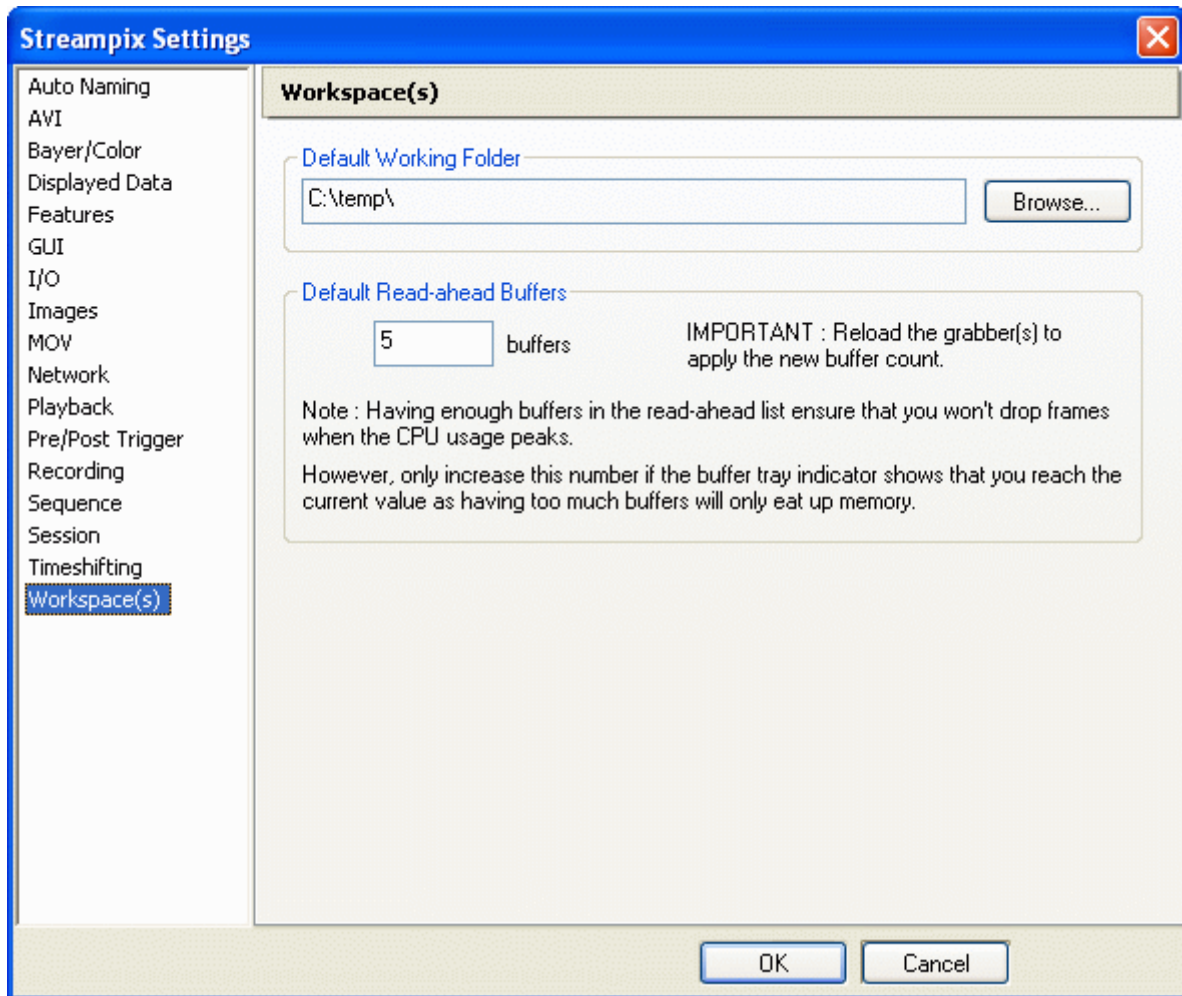 Streampix Settings
Auto Naming
AVI
Bayer/Color
Displayed Data
Features
GUI
I/O
Images
MOV
Network
Playback
Pre/Post Trigger
Recording
Sequence
Session
Timeshifting
Workspace(s)
Workspace(s)
Default Working Folder
C:\temp\
Browse...
Default Read-ahead Buffers
5
buffers
IMPORTANT : Reload the grabber(s) to
apply the new buffer count.
Note : Having enough buffers in the read-ahead list ensure that you won't drop frames
when the CPU usage peaks.
However, only increase this number if the buffer tray indicator shows that you reach the
current value as having too much buffers will only eat up memory.
OK
Cancel